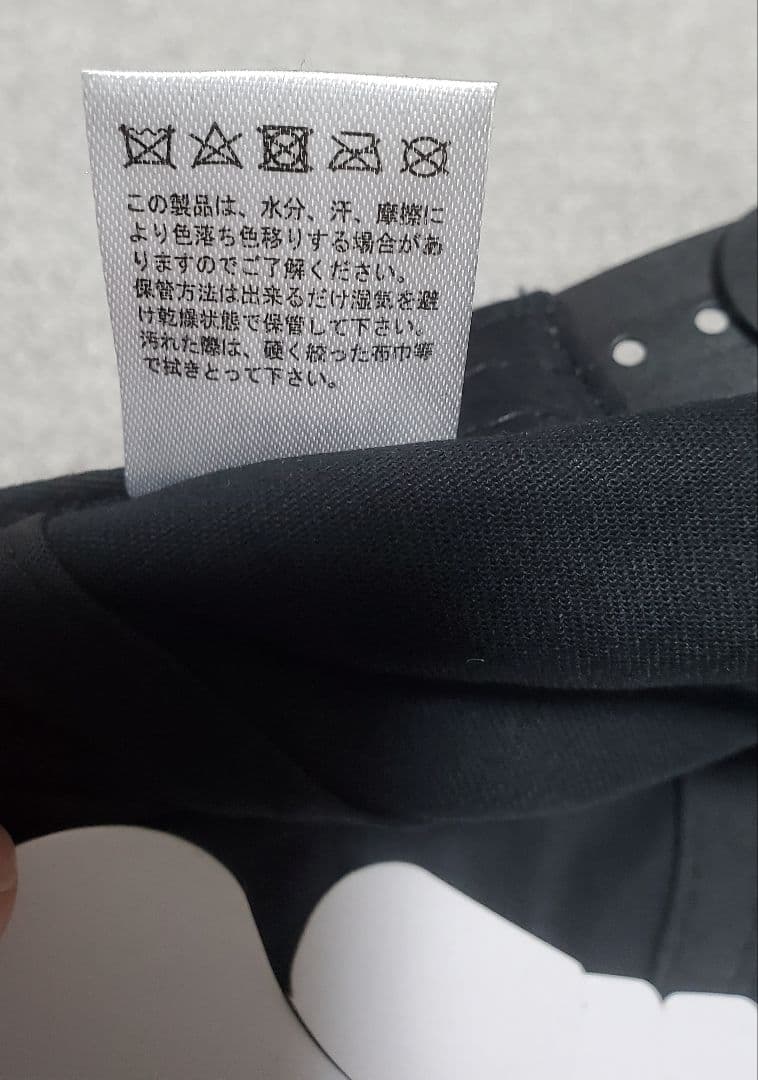 この製品は、水分、汗、摩擦に
より色落ち色移りする場合があ
りますのでご了解ください。
保管方法は出来るだけ湿気を避
け乾燥状態で保管して下さい。
汚れた際は、硬く絞った布巾等
で拭きとって下さい。